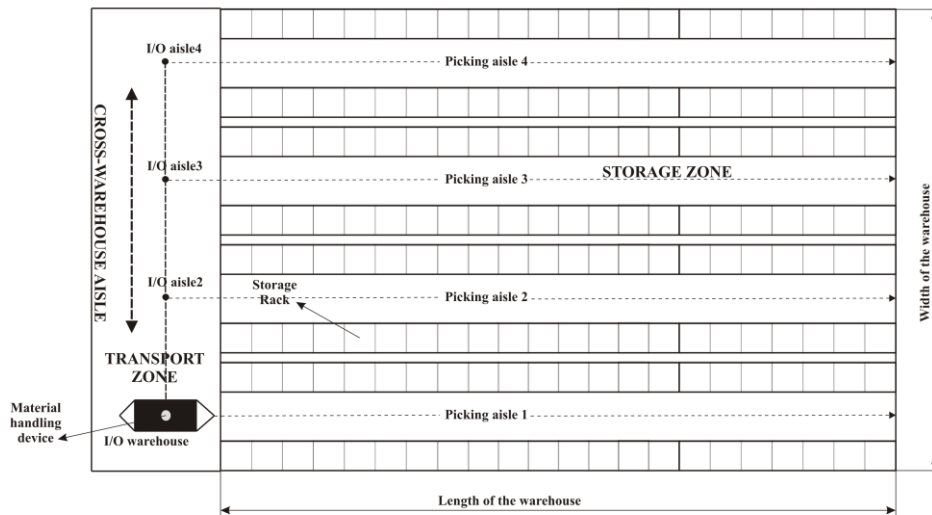 I/O aisle4
Picking aisle 4
CROSS-WAREHOUSE AISLE
I/O aisle3
Picking aisle 3
STORAGE ZONE
Width of the warehouse
I/O aisle2
Storage
Rack
Picking aisle 2
TRANSPORT
ZONE
Material
handling
device
Picking aisle 1
I/O warehouse
Length of the warehouse